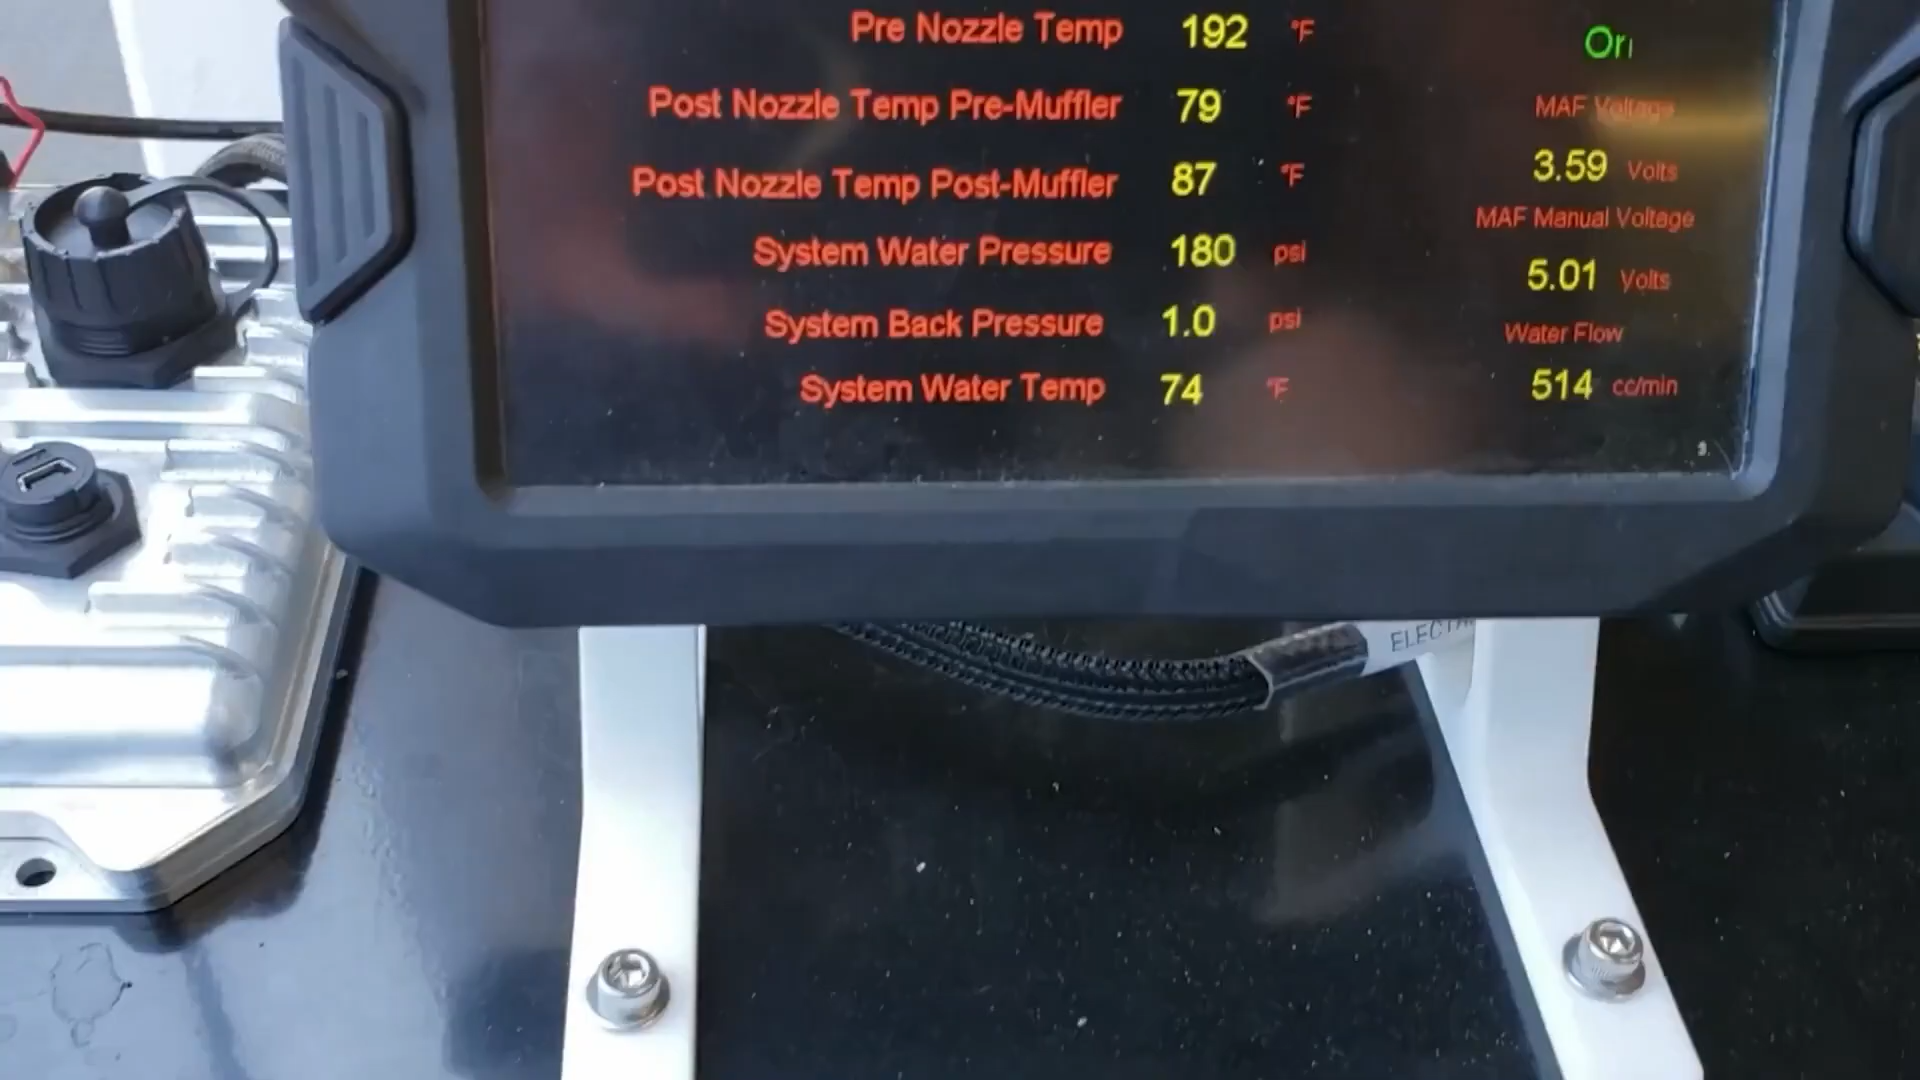 Pre Nozzle Temp 192 °F
On
Post Nozzle Temp Pre-Muffler 79 °F
MAF Voltage
Post Nozzle Temp Post-Muffler 87 °F
3.59 Volts
MAF Manual Voltage
System Water Pressure 180 psi
5.01 Volts
System Back Pressure 1.0 psi
Water Flow
System Water Temp 74 °F
514 cc/min